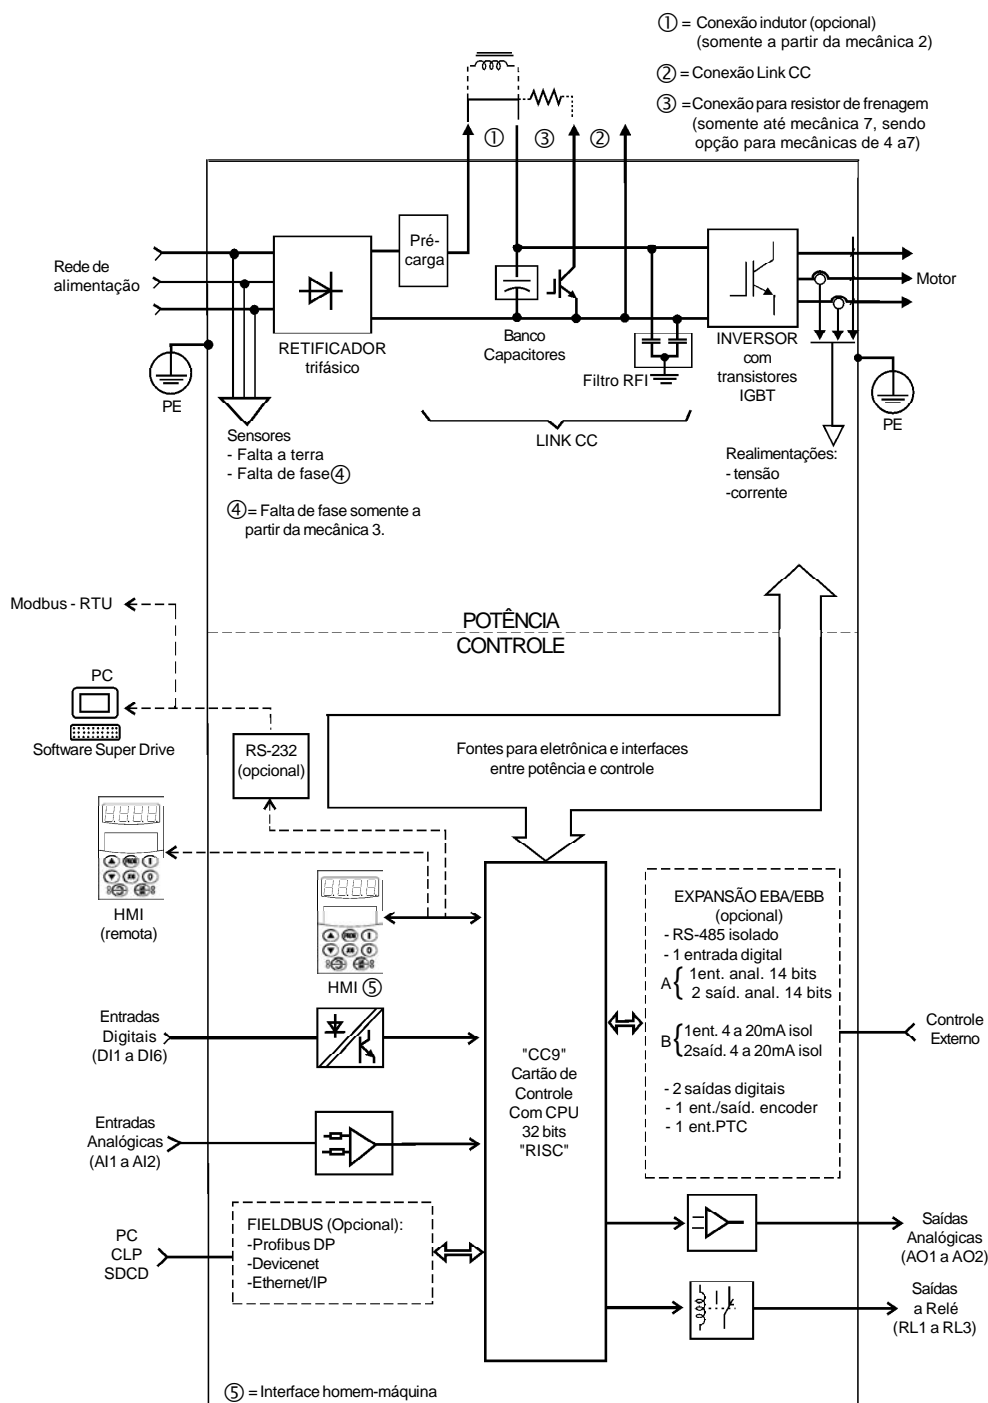 ① = Conexão indutor (opcional)
(somente a partir da mecânica 2)
② = Conexão Link CC
③ =Conexão para resistor de frenagem
(somente até mecânica 7, sendo
opção para mecânicas de 4 a7)
① ③ ②
Rede de
alimentação
Pré-
carga
Motor
RETIFICADOR
trifásico
Banco
Capacitores
Filtro RFI
INVERSOR
com
transistores
IGBT
PE
PE
LINK CC
Sensores
- Falta a terra
- Falta de fase④
④= Falta de fase somente a
partir da mecânica 3.
Realimentações:
- tensão
-corrente
Modbus - RTU
POTÊNCIA
CONTROLE
PC
Software Super Drive
RS-232
(opcional)
Fontes para eletrônica e interfaces
entre potência e controle
HMI
(remota)
HMI ⑤
EXPANSÃO EBA/EBB
(opcional)
- RS-485 isolado
- 1 entrada digital
A { 1ent. anal. 14 bits
2 saíd. anal. 14 bits
B { 1ent. 4 a 20mA isol
2saíd. 4 a 20mA isol
- 2 saídas digitais
- 1 ent./saíd. encoder
- 1 ent.PTC
Controle
Externo
Entradas
Digitais
(DI1 a DI6)
"CC9"
Cartão de
Controle
Com CPU
32 bits
"RISC"
Entradas
Analógicas
(AI1 a AI2)
PC
CLP
SDCD
FIELDBUS (Opcional):
-Profibus DP
-Devicenet
-Ethernet/IP
Saídas
Analógicas
(AO1 a AO2)
Saídas
a Relé
(RL1 a RL3)
⑤ = Interface homem-máquina